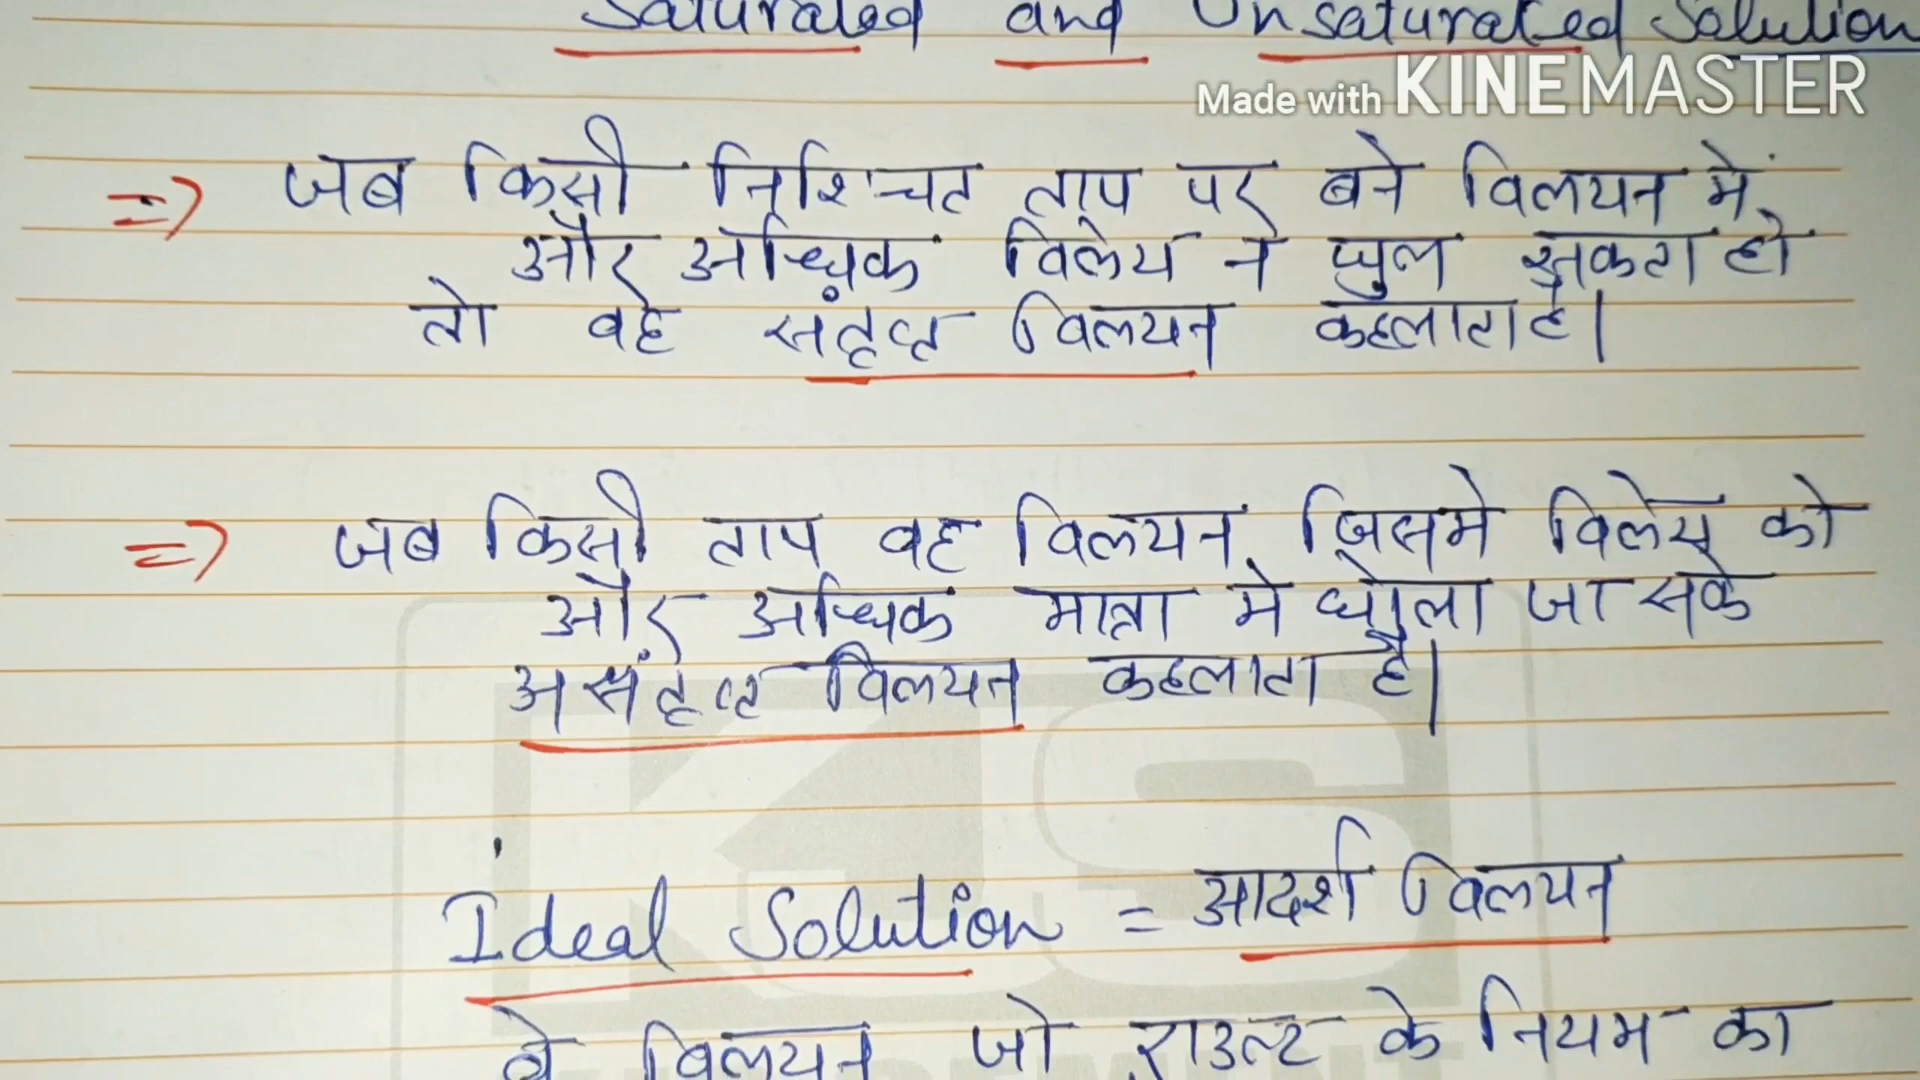 Saturated and Unsaturated Solution
Made with KINEMASTER
=> जब किसी निश्चित ताप पर बने विलयन में
और अधिक विलेय न घुल सकता हो
तो वह संतृप्त विलयन कहलाता है।
=> जब किसी ताप वह विलयन जिसमे विलेय को
और अधिक मात्रा मे घोला जा सके
असंतृप्त विलयन कहलाता है।
Ideal Solution = आदर्श विलयन
वे विलयन जो राउल्ट के नियम का